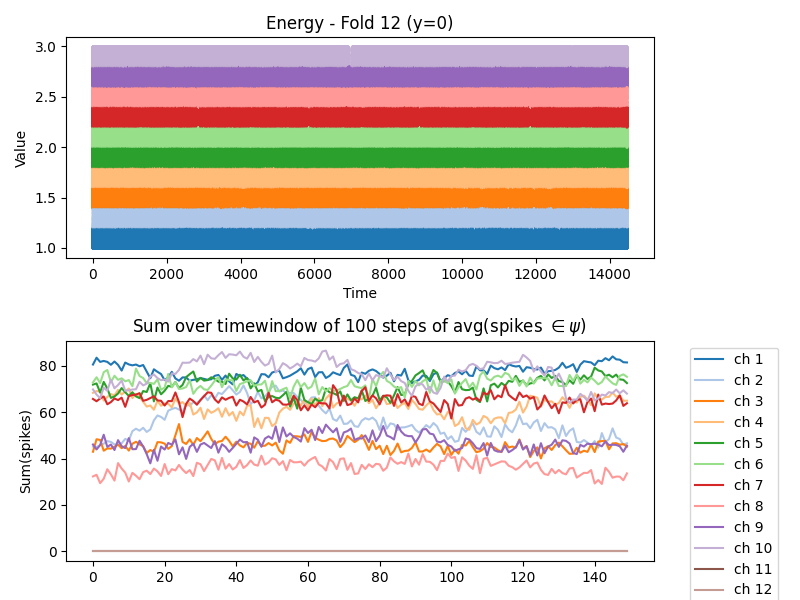 Energy - Fold 12 (y=0)
Value
3.0
2.5
2.0
1.5
1.0
0 2000 4000 6000 8000 10000 12000 14000
Time
Sum over timewindow of 100 steps of avg(spikes ∈ ψ)
Sum(spikes)
80
60
40
20
0
0 20 40 60 80 100 120 140
ch 1
ch 2
ch 3
ch 4
ch 5
ch 6
ch 7
ch 8
ch 9
ch 10
ch 11
ch 12